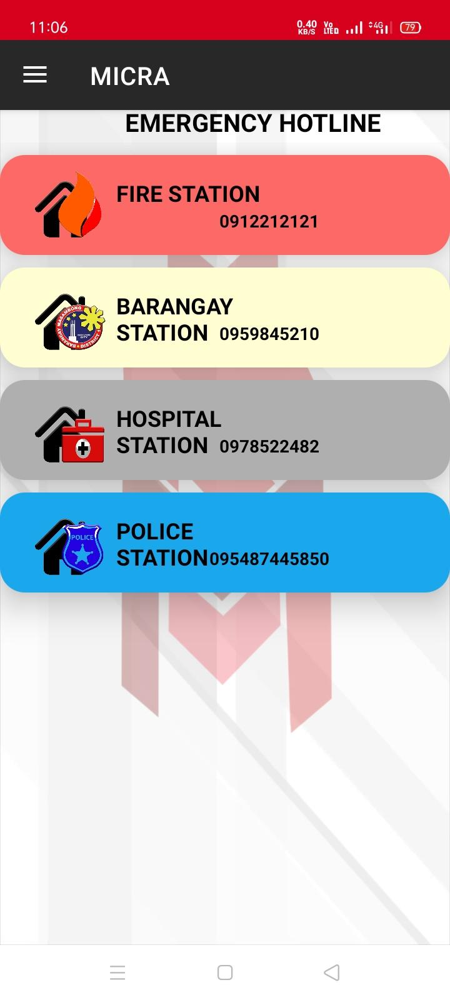 11:06 0.40 KB/S Vo LTED 4G 79
MICRA
EMERGENCY HOTLINE
FIRE STATION
0912212121
BARANGAY
STATION 0959845210
BARANGAY MASAMBONG
QUEZON CITY
DISTRICT 1
HOSPITAL
STATION 0978522482
POLICE
STATION095487445850
POLICE